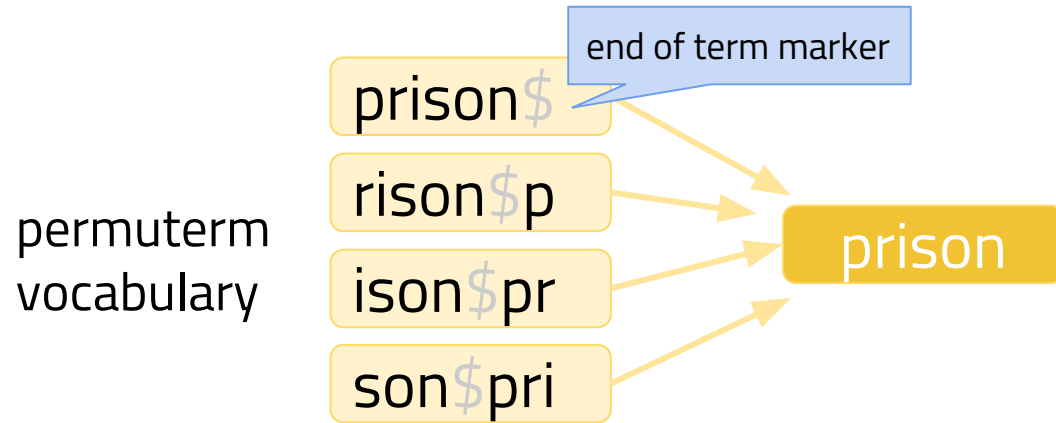 end of term marker
prison$
rison$p
permuterm
vocabulary
ison$pr
son$pri
prison